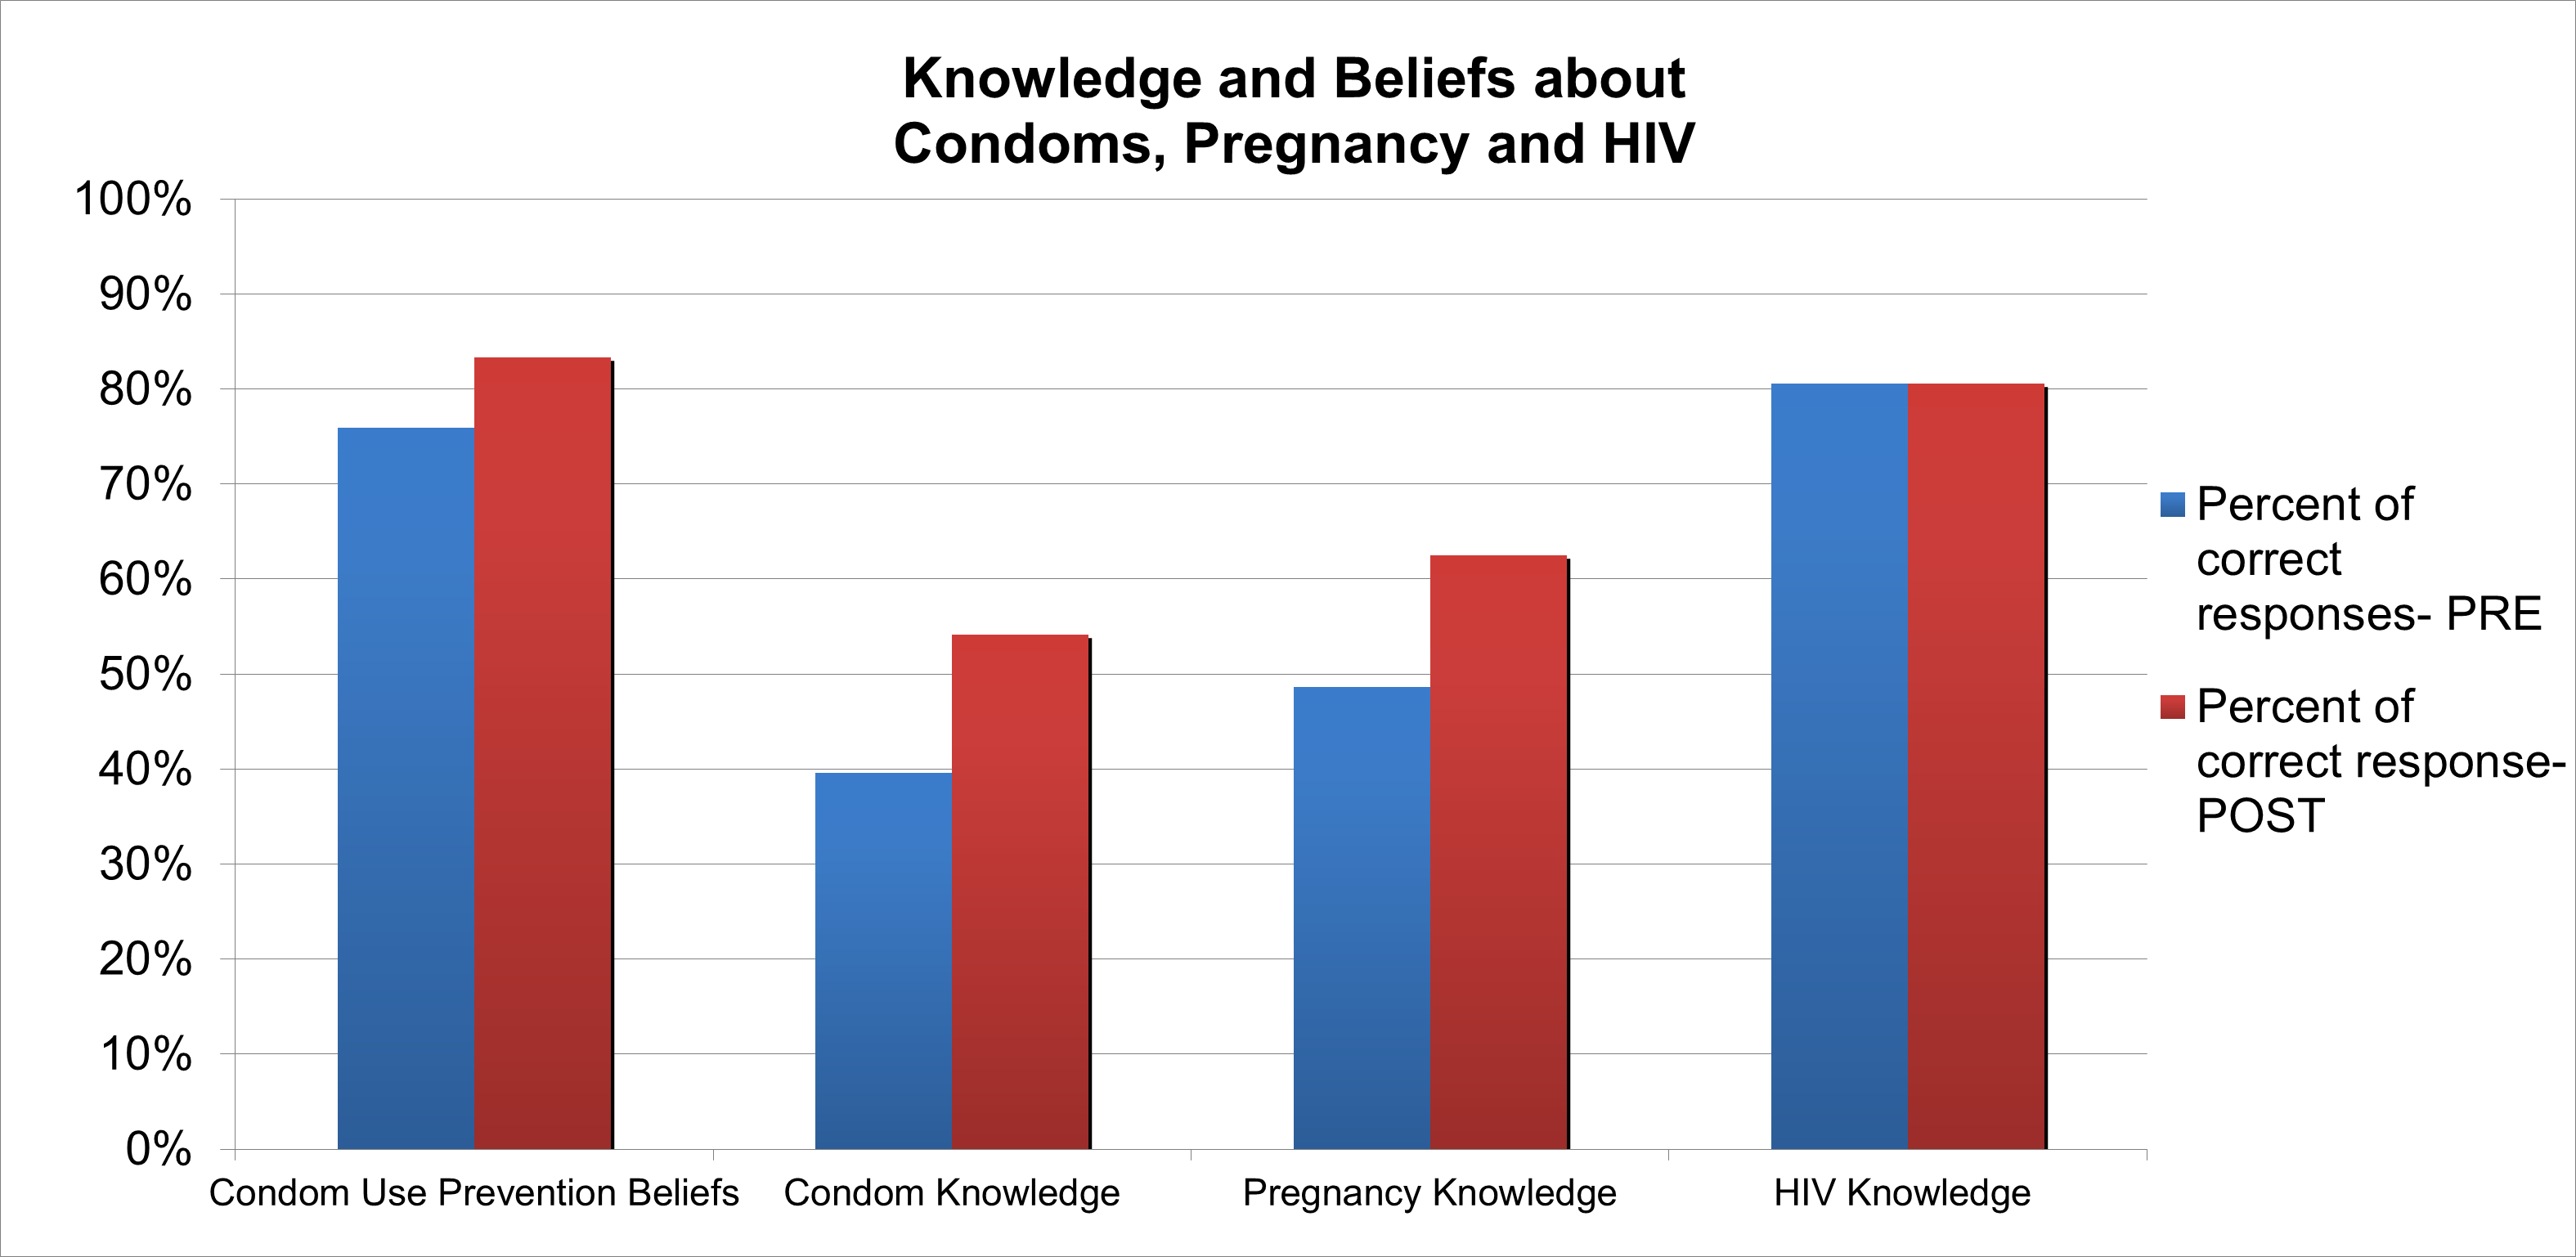 Knowledge and Beliefs about
Condoms, Pregnancy and HIV
100%
90%
80%
70%
60%
50%
40%
30%
20%
10%
0%
Condom Use Prevention Beliefs
Condom Knowledge
Pregnancy Knowledge
HIV Knowledge
Percent of
correct
responses- PRE
Percent of
correct response-
POST